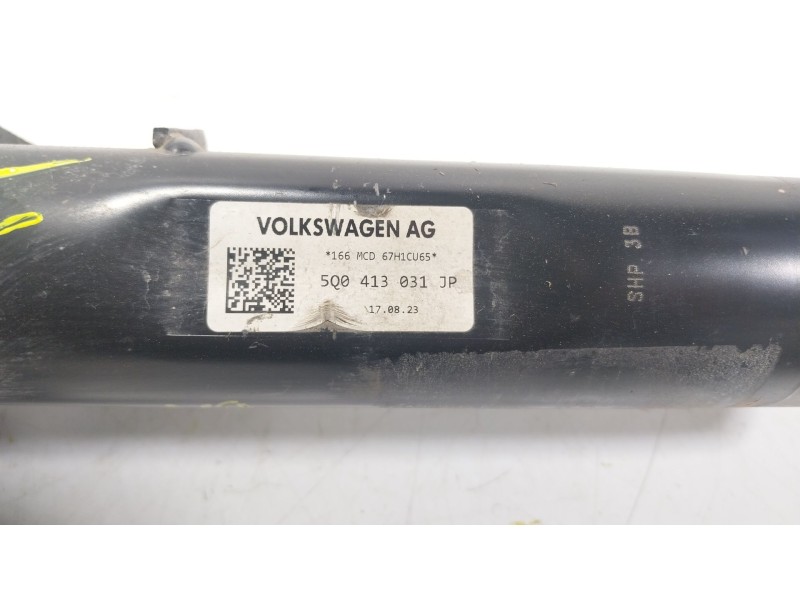 VOLKSWAGEN AG
*166 MCD 67H1CU65*
5Q0 413 031 JP
17.08.23
SHP 3B